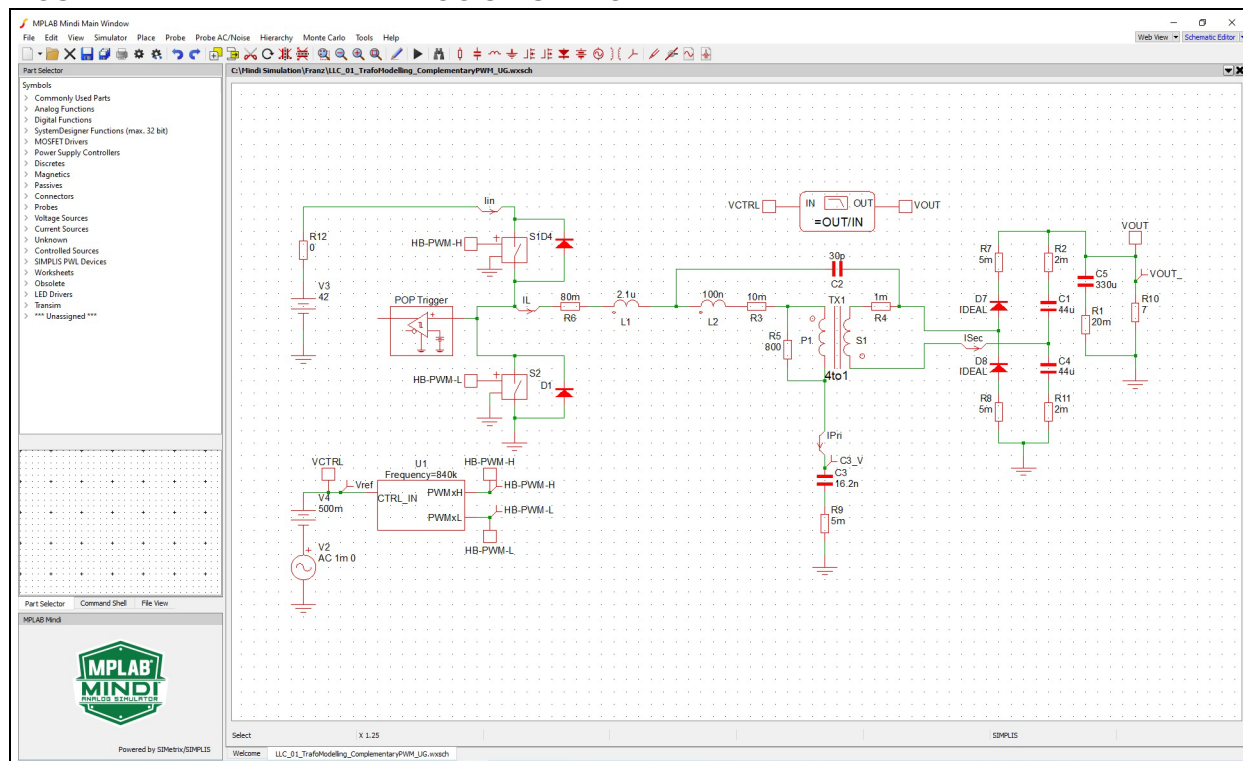 MPLAB Mindi Main Window
File Edit View Simulator Place Probe Probe AC/Noise Hierarchy Monte Carlo Tools Help
Web View Schematic Editor
Part Selector
C:\Mindi Simulation\Franz\LLC_01_TrafoModelling_ComplementaryPWM_UG.wxsch
Symbols
> Commonly Used Parts
> Analog Functions
> Digital Functions
> SystemDesigner Functions (max. 32 bit)
> MOSFET Drivers
> Power Supply Controllers
> Discretes
> Magnetics
> Passives
> Connectors
> Probes
> Voltage Sources
> Current Sources
> Unknown
> Controlled Sources
> SIMPLIS PWL Devices
> Worksheets
> Obsolete
> LED Drivers
> Transim
> *** Unassigned ***
Iin
R12
0
V3
42
HB-PWM-H
S1D4
POP Trigger
IL
80m
R6
2.1u
L1
100n
L2
10m
R3
HB-PWM-L
S2
D1
VCTRL
IN OUT
=OUT/IN
VOUT
30p
C2
TX1
R5
800
P1
S1
4to1
1m
R4
ISec
R7
5m
D7
IDEAL
D8
IDEAL
R8
5m
R2
2m
C1
44u
C4
44u
R11
2m
C5
330u
R1
20m
VOUT
VOUT_
R10
7
IPri
C3_V
C3
16.2n
R9
5m
VCTRL
Vref
V4
500m
V2
AC 1m 0
U1
Frequency=840k
CTRL_IN
PWMxH
PWMxL
HB-PWM-H
HB-PWM-H
HB-PWM-L
HB-PWM-L
Part Selector Command Shell File View
MPLAB Mindi
MPLAB
MINDI
ANALOG SIMULATOR
Powered by SIMetrix/SIMPLIS
Select X 1.25 SIMPLIS
Welcome LLC_01_TrafoModelling_ComplementaryPWM_UG.wxsch